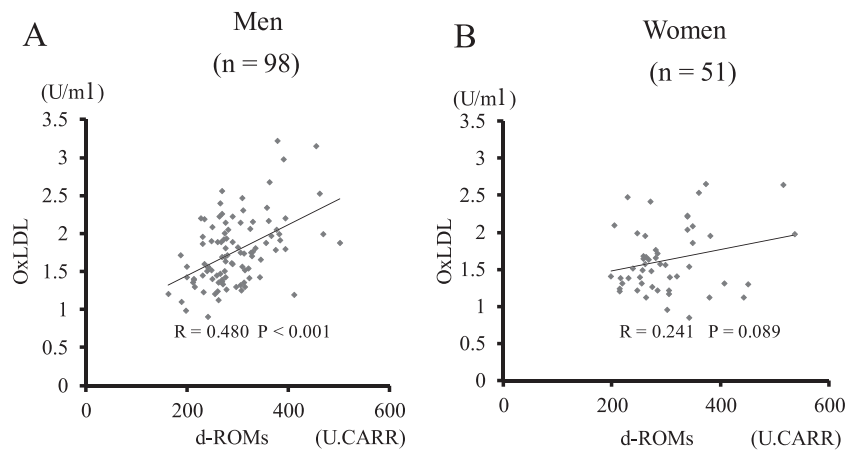 A
Men
(n = 98)
(U/ml)
3.5
3
2.5
2
1.5
1
0.5
0
OxLDL
R = 0.480 P < 0.001
0 200 400 600
d-ROMs (U.CARR)
B
Women
(n = 51)
(U/ml)
3.5
3
2.5
2
1.5
1
0.5
0
OxLDL
R = 0.241 P = 0.089
0 200 400 600
d-ROMs (U.CARR)